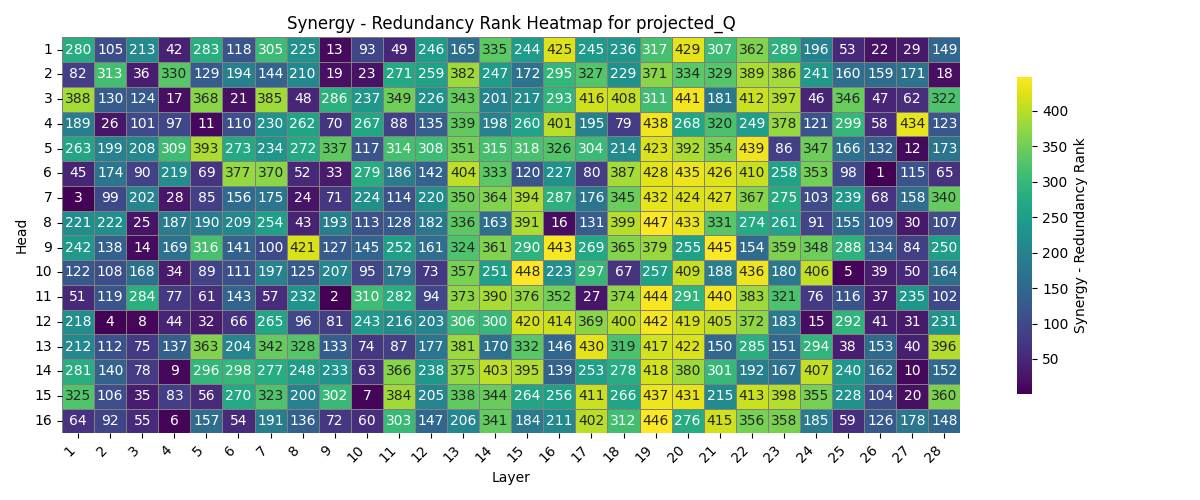 Synergy - Redundancy Rank Heatmap for projected_Q
1 280 105 213 42 283 118 305 225 13 93 49 246 165 335 244 425 245 236 317 429 307 362 289 196 53 22 29 149
2 82 313 36 330 129 194 144 210 19 23 271 259 382 247 172 295 327 229 371 334 329 389 386 241 160 159 171 18
3 388 130 124 17 368 21 385 48 286 237 349 226 343 201 217 293 416 408 311 441 181 412 397 46 346 47 62 322
4 189 26 101 97 11 110 230 262 70 267 88 135 339 198 260 401 195 79 438 268 320 249 378 121 299 58 434 123
5 263 199 208 309 393 273 234 272 337 117 314 308 351 315 318 326 304 214 423 392 354 439 86 347 166 132 12 173
6 45 174 90 219 69 377 370 52 33 279 186 142 404 333 120 227 80 387 428 435 426 410 258 353 98 1 115 65
7 3 99 202 28 85 156 175 24 71 224 114 220 350 364 394 287 176 345 432 424 427 367 275 103 239 68 158 340
8 221 222 25 187 190 209 254 43 193 113 128 182 336 163 391 16 131 399 447 433 331 274 261 91 155 109 30 107
9 242 138 14 169 316 141 100 421 127 145 252 161 324 361 290 443 269 365 379 255 445 154 359 348 288 134 84 250
10 122 108 168 34 89 111 197 125 207 95 179 73 357 251 448 223 297 67 257 409 188 436 180 406 5 39 50 164
11 51 119 284 77 61 143 57 232 2 310 282 94 373 390 376 352 27 374 444 291 440 383 321 76 116 37 235 102
12 218 4 8 44 32 66 265 96 81 243 216 203 306 300 420 414 369 400 442 419 405 372 183 15 292 41 31 231
13 212 112 75 137 363 204 342 328 133 74 87 177 381 170 332 146 430 319 417 422 150 285 151 294 38 153 40 396
14 281 140 78 9 296 298 277 248 233 63 366 238 375 403 395 139 253 278 418 380 301 192 167 407 240 162 10 152
15 325 106 35 83 56 270 323 200 302 7 384 205 338 344 264 256 411 266 437 431 215 413 398 355 228 104 20 360
16 64 92 55 6 157 54 191 136 72 60 303 147 206 341 184 211 402 312 446 276 415 356 358 185 59 126 178 148
1 2 3 4 5 6 7 8 9 10 11 12 13 14 15 16 17 18 19 20 21 22 23 24 25 26 27 28
Layer
Head
400
350
300
250
200
150
100
50
Synergy - Redundancy Rank